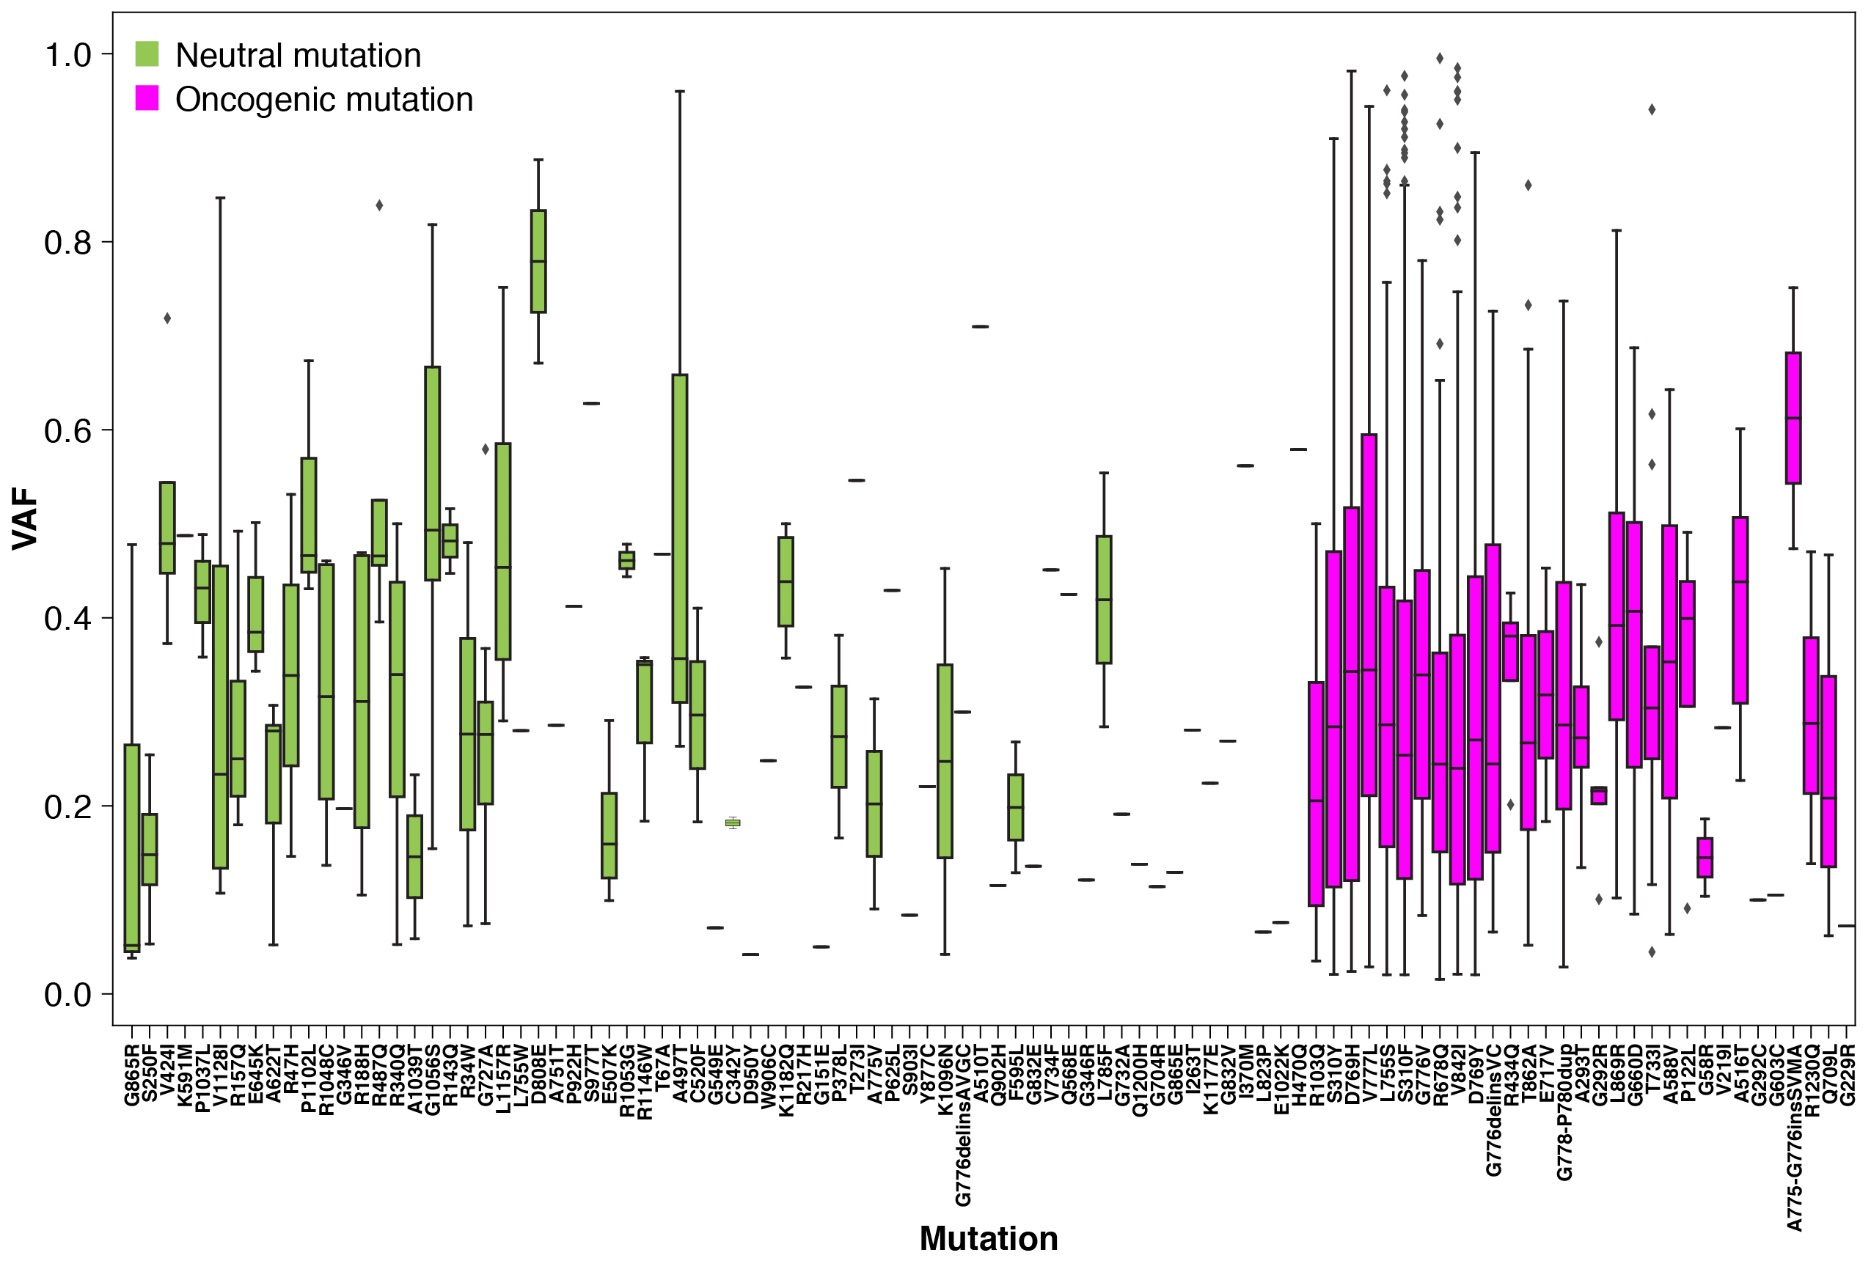 Neutral mutation
Oncogenic mutation
1.0
0.8
0.6
0.4
0.2
0.0
VAF
G865R
S250F
V424I
K591M
P1037L
V1128I
R157Q
E645K
A622T
R47H
P1102L
R1048C
G346V
R188H
R487Q
R340Q
A1039T
G1056S
R143Q
R34W
G727A
L1157R
L755W
D808E
A751T
P922H
S977T
E507K
R1053G
R1146W
T67A
A497T
C520F
G549E
C342Y
D950Y
W906C
K1182Q
R217H
G151E
P378L
T273I
A775V
P625L
S903I
Y877C
K1096N
G776delinsAVGC
A510T
Q902H
F595L
G832E
V734F
Q568E
G346R
L785F
G732A
Q1200H
G704R
G865E
I263T
K1177E
G832V
I370M
L823P
E1022K
H470Q
R103Q
S310Y
D769H
V777L
L755S
S310F
G776V
R678Q
V842I
D769Y
G776delinsVC
R434Q
T862A
E717V
G778-P780dup
A293T
G292R
L869R
G660D
T733I
A588V
P122L
G58R
V219I
A516T
G292C
G603C
A775-G776insSVMA
R1230Q
Q709L
G229R
Mutation